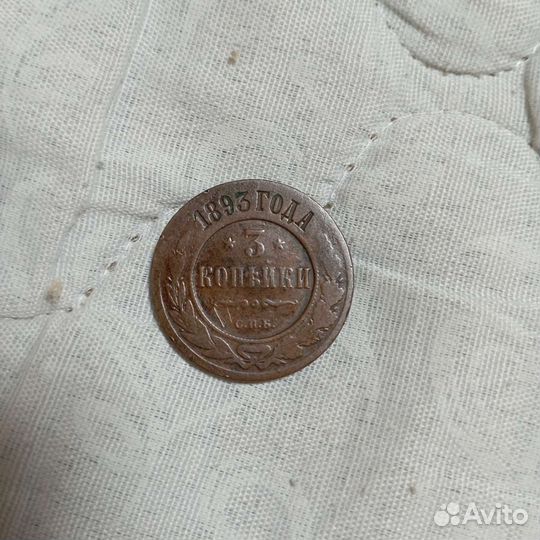 1893 ГОДА
* 3 *
КОПѢЙКИ
С.П.Б.
Avito